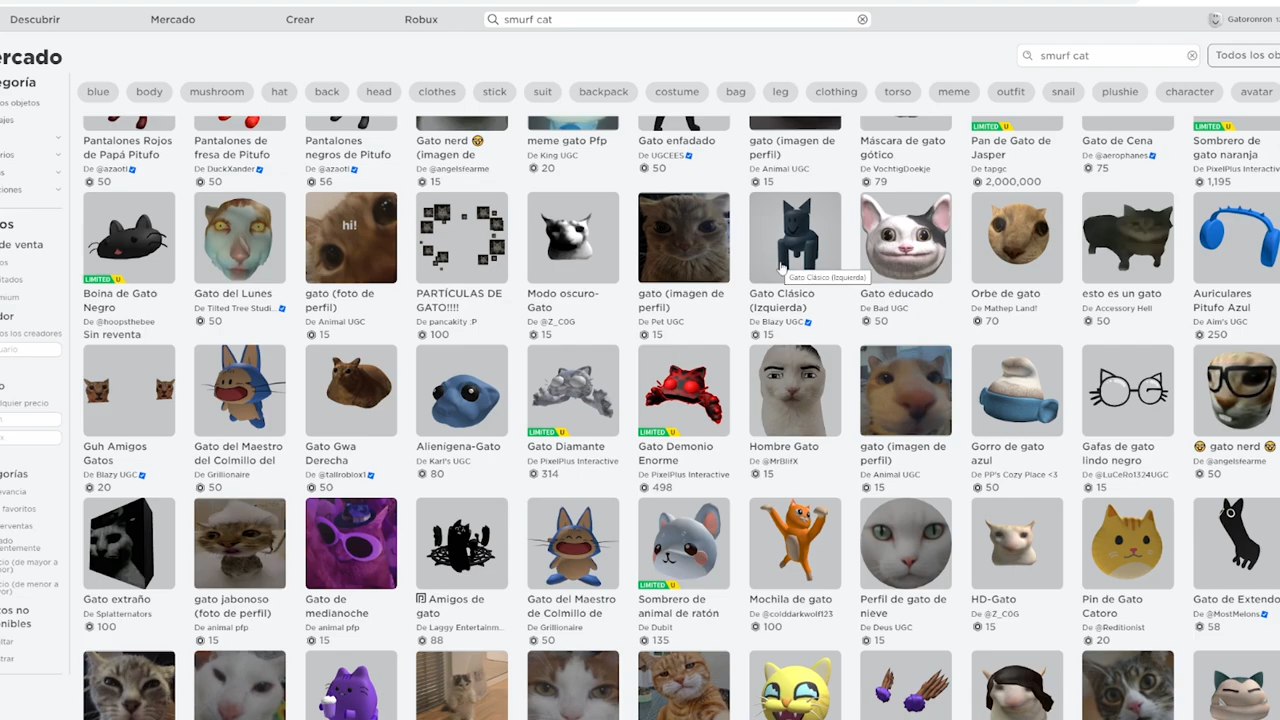 Descubrir
Mercado
Crear
Robux
smurf cat
Gatoronron
ercado
smurf cat
Todos los ob
egoría
blue
body
mushroom
hat
back
head
clothes
stick
suit
backpack
costume
bag
leg
clothing
torso
meme
outfit
snail
plushie
character
avatar
LIMITED U
LIMITED U
Pantalones Rojos de Papá Pitufo
De @azaotl
50
Pantalones de fresa de Pitufo
De DuckXander
50
Pantalones negros de Pitufo
De @azaotl
56
Gato nerd 🤓 (imagen de
De @angelsfearme
15
meme gato Pfp
De King UGC
20
Gato enfadado
De UGCEES
50
gato (imagen de perfil)
De Animal UGC
15
Máscara de gato gótico
De VochtigDoekje
79
Pan de Gato de Jasper
De tapgc
2,000,000
Gato de Cena
De @aerophanes
75
Sombrero de gato naranja
De PixelPlus Interactiv
1,195
hi!
LIMITED U
Gato Clásico (Izquierda)
Boina de Gato Negro
De @hoopsthebee
Sin reventa
Gato del Lunes
De Tilted Tree Studi...
50
gato (foto de perfil)
De Animal UGC
15
PARTÍCULAS DE GATO!!!!
De pancakity :P
100
Modo oscuro-Gato
De @Z_C0G
15
gato (imagen de perfil)
De Pet UGC
15
Gato Clásico (Izquierda)
De Blazy UGC
15
Gato educado
De Bad UGC
50
Orbe de gato
De Mathep Land!
70
esto es un gato
De Accessory Hell
50
Auriculares Pitufo Azul
De Aim's UGC
250
LIMITED U
LIMITED U
Guh Amigos Gatos
De Blazy UGC
20
Gato del Maestro del Colmillo del
De Grillionaire
50
Gato Gwa Derecha
De @tallroblox1
50
Alienígena-Gato
De Karl's UGC
80
Gato Diamante
De PixelPlus Interactive
314
Gato Demonio Enorme
De PixelPlus Interactive
498
Hombre Gato
De @MrBlifX
15
gato (imagen de perfil)
De Animal UGC
15
Gorro de gato azul
De PP's Cozy Place <3
50
Gafas de gato lindo negro
De @LuCeRo1324UGC
15
🤓 gato nerd 🤓
De @angelsfearme
50
LIMITED U
Gato extraño
De Splatternators
100
gato jabonoso (foto de perfil)
De animal pfp
15
Gato de medianoche
De animal pfp
15
Amigos de gato
De Laggy Entertainm...
88
Gato del Maestro de Colmillo de
De Grillionaire
50
Sombrero de animal de ratón
De Dubit
135
Mochila de gato
De @colddarkwolf123
100
Perfil de gato de nieve
De Deus UGC
15
HD-Gato
De @Z_C0G
15
Pin de Gato Catoro
De @Reditionist
20
Gato de Extendo
De @MostMelons
58